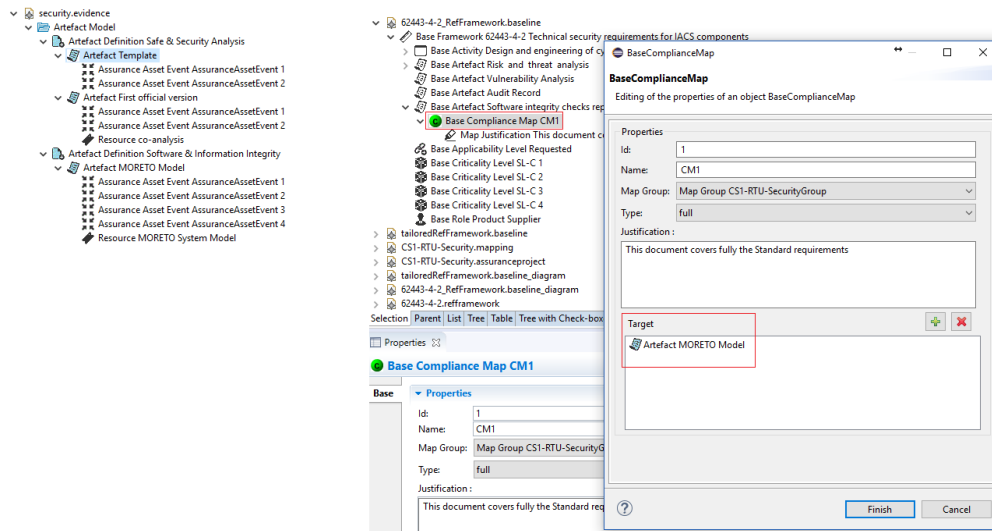 security.evidence
Artefact Model
Artefact Definition Safe & Security Analysis
Artefact Template
Assurance Asset Event AssuranceAssetEvent 1
Assurance Asset Event AssuranceAssetEvent 2
Artefact First official version
Assurance Asset Event AssuranceAssetEvent 1
Assurance Asset Event AssuranceAssetEvent 2
Resource co-analysis
Artefact Definition Software & Information Integrity
Artefact MORETO Model
Assurance Asset Event AssuranceAssetEvent 1
Assurance Asset Event AssuranceAssetEvent 2
Assurance Asset Event AssuranceAssetEvent 3
Assurance Asset Event AssuranceAssetEvent 4
Resource MORETO System Model
62443-4-2_RefFramework.baseline
Base Framework 62443-4-2 Technical security requirements for IACS components
Base Activity Design and engineering of cy
Base Artefact Risk and threat analysis
Base Artefact Vulnerability Analysis
Base Artefact Audit Record
Base Artefact Software integrity checks rep
Base Compliance Map CM1
Map Justification This document co
Base Applicability Level Requested
Base Criticality Level SL-C 1
Base Criticality Level SL-C 2
Base Criticality Level SL-C 3
Base Criticality Level SL-C 4
Base Role Product Supplier
tailoredRefFramework.baseline
CS1-RTU-Security.mapping
CS1-RTU-Security.assuranceproject
tailoredRefFramework.baseline_diagram
62443-4-2_RefFramework.baseline_diagram
62443-4-2.refframework
Selection Parent List Tree Table Tree with Check-box
Properties
Base Compliance Map CM1
Base
Properties
Id: 1
Name: CM1
Map Group: Map Group CS1-RTU-SecurityG
Type: full
Justification :
This document covers fully the Standard req
BaseComplianceMap
BaseComplianceMap
Editing of the properties of an object BaseComplianceMap
Properties
Id: 1
Name: CM1
Map Group: Map Group CS1-RTU-SecurityGroup
Type: full
Justification :
This document covers fully the Standard requirements
Target
Artefact MORETO Model
?
Finish Cancel